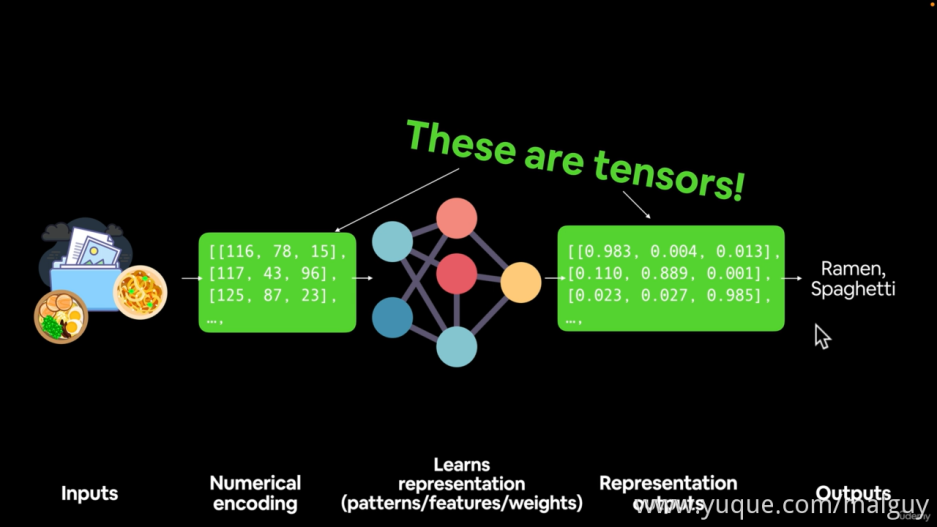 These are tensors!
[[116, 78, 15],
[117, 43, 96],
[125, 87, 23],
…,
[[0.983, 0.004, 0.013],
[0.110, 0.889, 0.001],
[0.023, 0.027, 0.985],
…,
Ramen,
Spaghetti
Inputs
Numerical
encoding
Learns
representation
(patterns/features/weights)
Representation
outputs
Outputs
www.yuque.com/malguy
Udemy